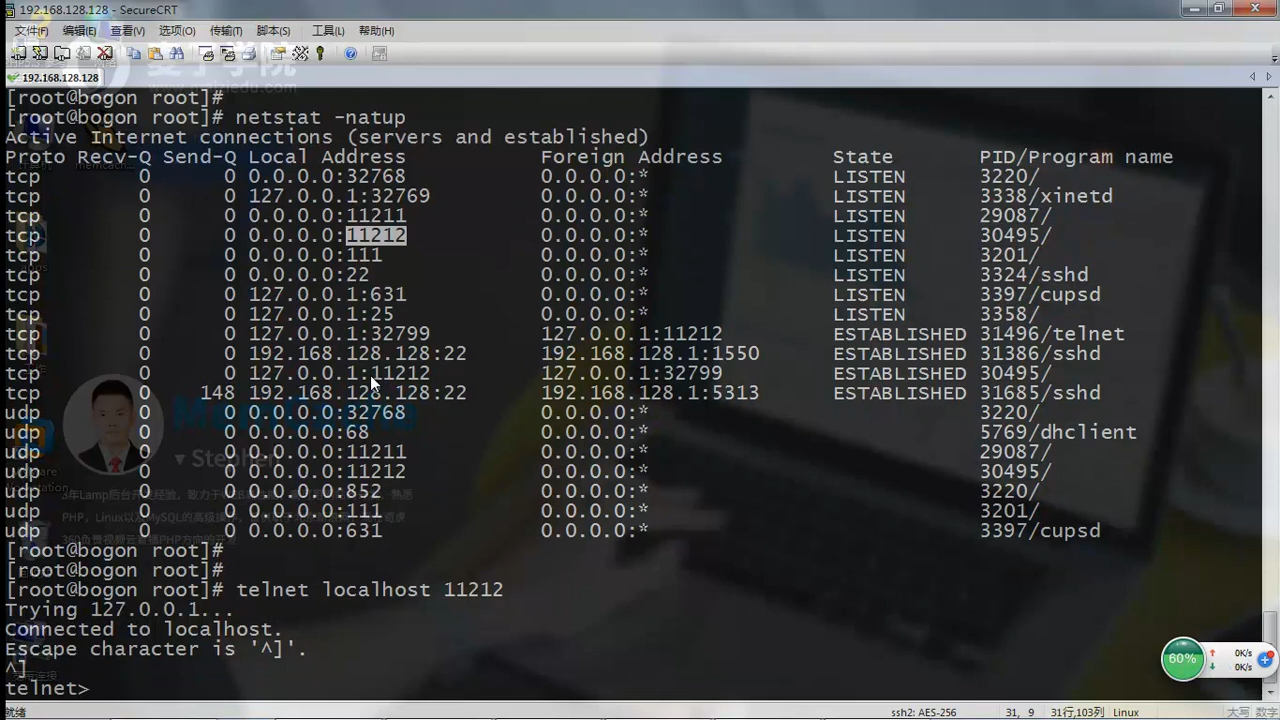 192.168.128.128 - SecureCRT
文件(F) 编辑(E) 查看(V) 选项(O) 传输(T) 脚本(S) 工具(L) 帮助(H)
192.168.128.128
[root@bogon root]#
[root@bogon root]# netstat -natup
Active Internet connections (servers and established)
Proto Recv-Q Send-Q Local Address Foreign Address State PID/Program name
tcp 0 0 0.0.0.0:32768 0.0.0.0:* LISTEN 3220/
tcp 0 0 127.0.0.1:32769 0.0.0.0:* LISTEN 3338/xinetd
tcp 0 0 0.0.0.0:11211 0.0.0.0:* LISTEN 29087/
tcp 0 0 0.0.0.0:11212 0.0.0.0:* LISTEN 30495/
tcp 0 0 0.0.0.0:111 0.0.0.0:* LISTEN 3201/
tcp 0 0 0.0.0.0:22 0.0.0.0:* LISTEN 3324/sshd
tcp 0 0 127.0.0.1:631 0.0.0.0:* LISTEN 3397/cupsd
tcp 0 0 127.0.0.1:25 0.0.0.0:* LISTEN 3358/
tcp 0 0 127.0.0.1:32799 127.0.0.1:11212 ESTABLISHED 31496/telnet
tcp 0 0 192.168.128.128:22 192.168.128.1:1550 ESTABLISHED 31386/sshd
tcp 0 0 127.0.0.1:11212 127.0.0.1:32799 ESTABLISHED 30495/
tcp 0 148 192.168.128.128:22 192.168.128.1:5313 ESTABLISHED 31685/sshd
udp 0 0 0.0.0.0:32768 0.0.0.0:* 3220/
udp 0 0 0.0.0.0:68 0.0.0.0:* 5769/dhclient
udp 0 0 0.0.0.0:11211 0.0.0.0:* 29087/
udp 0 0 0.0.0.0:11212 0.0.0.0:* 30495/
udp 0 0 0.0.0.0:852 0.0.0.0:* 3220/
udp 0 0 0.0.0.0:111 0.0.0.0:* 3201/
udp 0 0 0.0.0.0:631 0.0.0.0:* 3397/cupsd
[root@bogon root]#
[root@bogon root]#
[root@bogon root]# telnet localhost 11212
Trying 127.0.0.1...
Connected to localhost.
Escape character is '^]'.
^]
telnet>
60% 0K/s
0K/s
就绪 ssh2: AES-256 31, 9 31行,103列 Linux 大写 数字